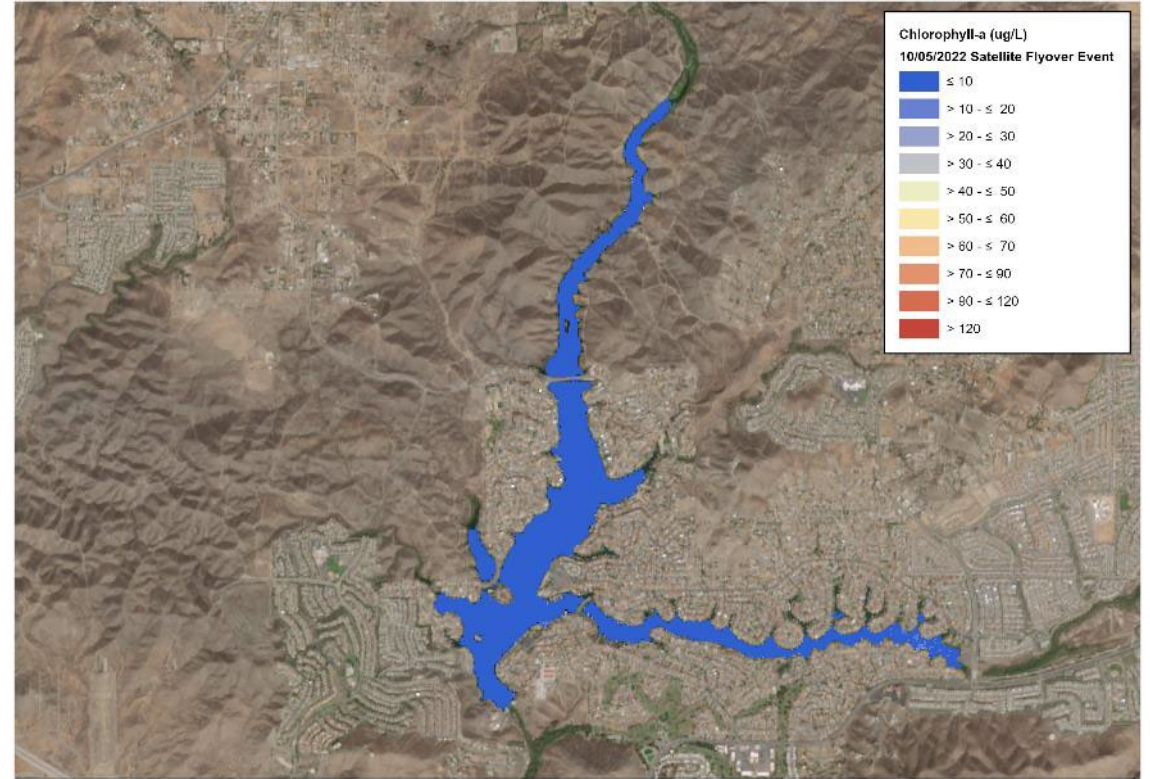 Chlorophyll-a (ug/L)
10/05/2022 Satellite Flyover Event
≤ 10
> 10 - ≤ 20
> 20 - ≤ 30
> 30 - ≤ 40
> 40 - ≤ 50
> 50 - ≤ 60
> 60 - ≤ 70
> 70 - ≤ 90
> 90 - ≤ 120
> 120